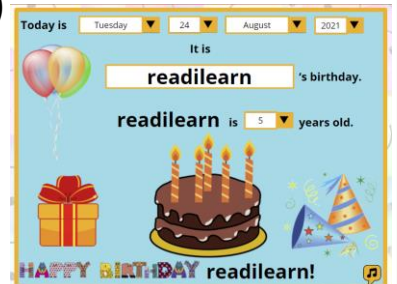 Today is Tuesday 24 August 2021
It is
readilearn 's birthday.
readilearn is 5 years old.
HAPPY BIRTHDAY readilearn!